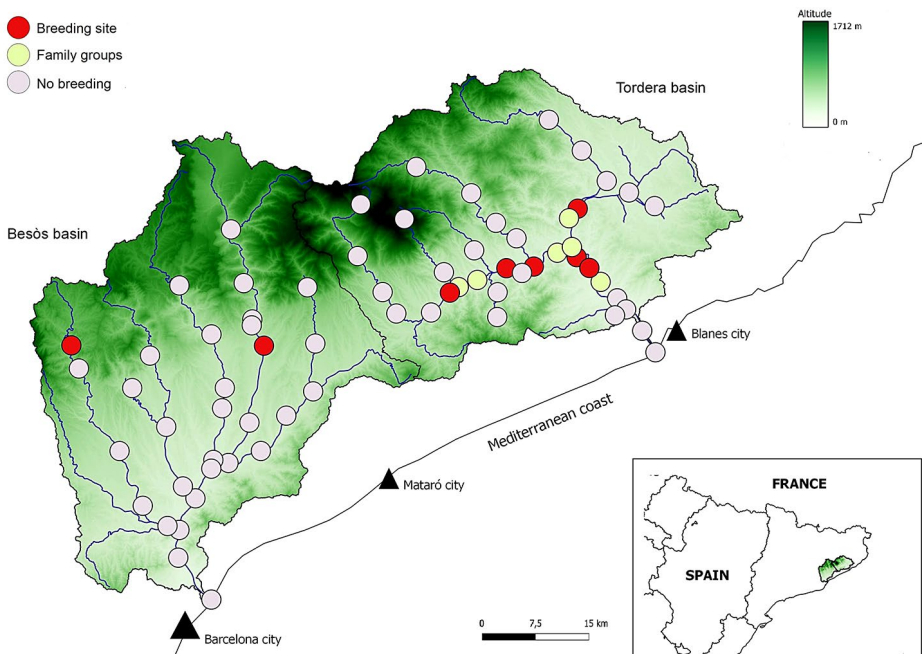 Breeding site
Family groups
No breeding
Altitude
1712 m
0 m
Tordera basin
Besòs basin
Blanes city
Mediterranean coast
Mataró city
Barcelona city
0 7,5 15 km
FRANCE
SPAIN